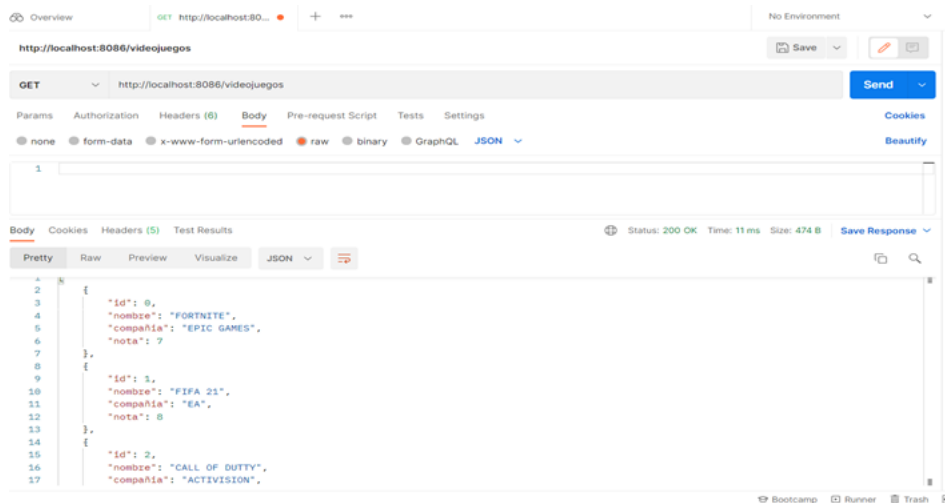 Overview GET http://localhost:80... No Environment
http://localhost:8086/videojuegos Save
GET http://localhost:8086/videojuegos Send
Params Authorization Headers (6) Body Pre-request Script Tests Settings Cookies
none form-data x-www-form-urlencoded raw binary GraphQL JSON Beautify
1
Body Cookies Headers (5) Test Results Status: 200 OK Time: 11 ms Size: 474 B Save Response
Pretty Raw Preview Visualize JSON
1 [
2 {
3 "id": 0,
4 "nombre": "FORTNITE",
5 "compañia": "EPIC GAMES",
6 "nota": 7
7 },
8 {
9 "id": 1,
10 "nombre": "FIFA 21",
11 "compañia": "EA",
12 "nota": 8
13 },
14 {
15 "id": 2,
16 "nombre": "CALL OF DUTTY",
17 "compañia": "ACTIVISION",
Bootcamp Runner Trash